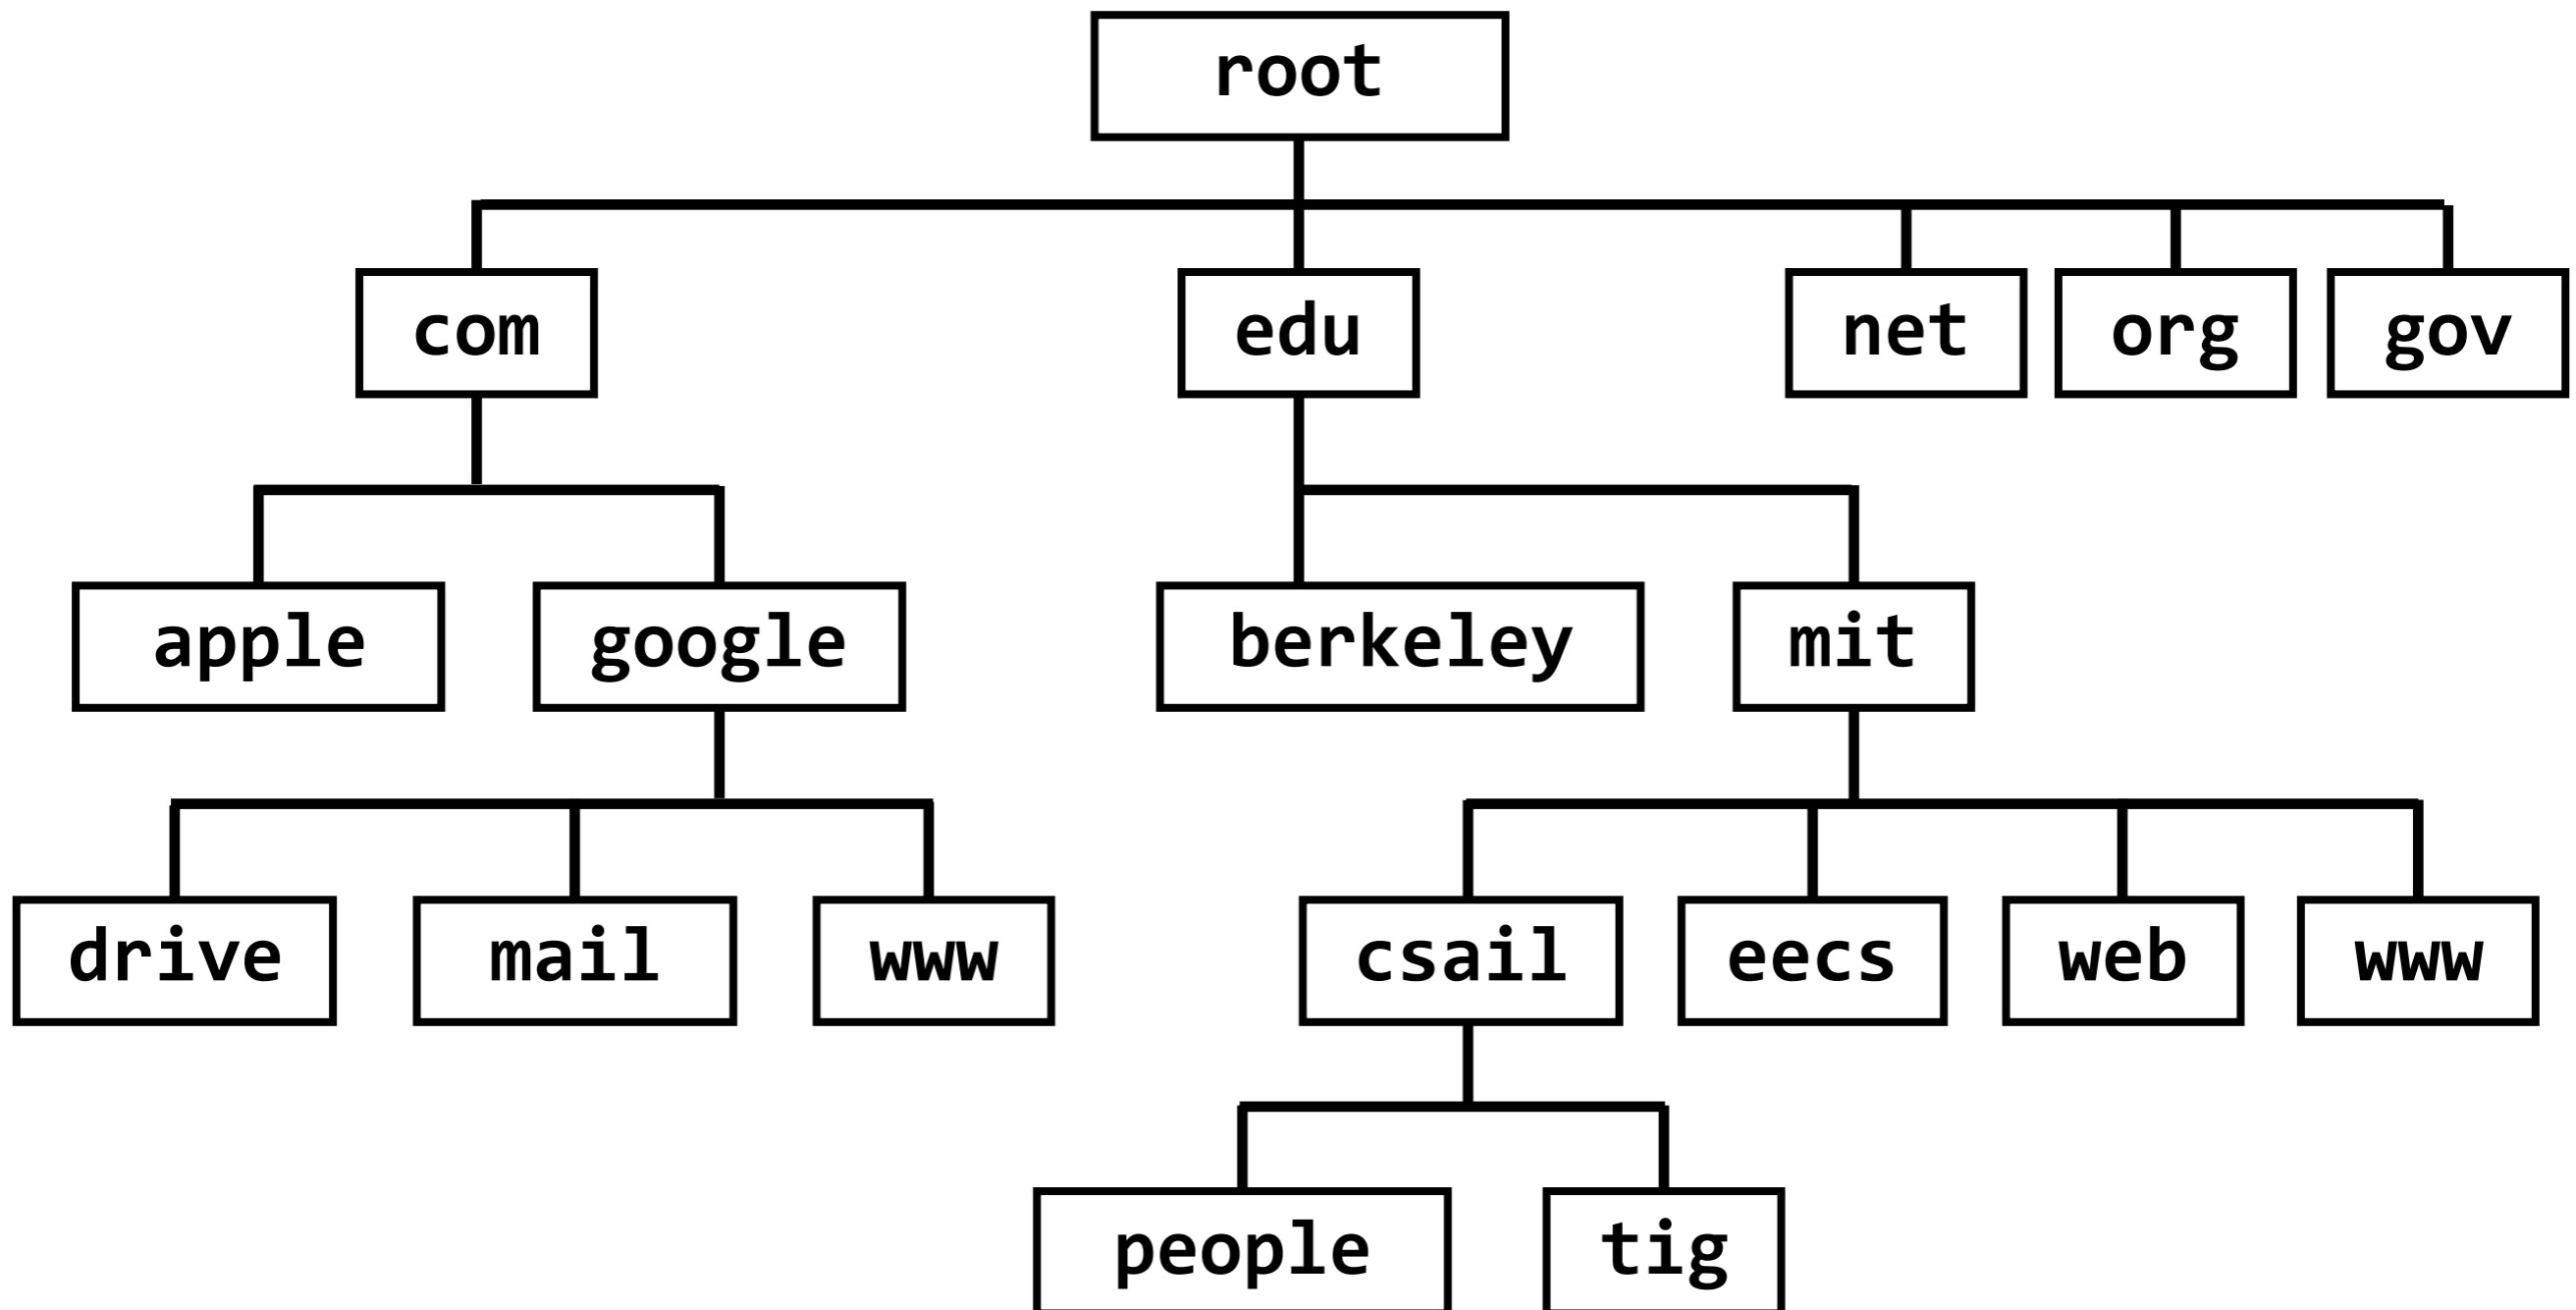 root
com edu net org gov
apple google berkeley mit
drive mail www csail eecs web www
people tig